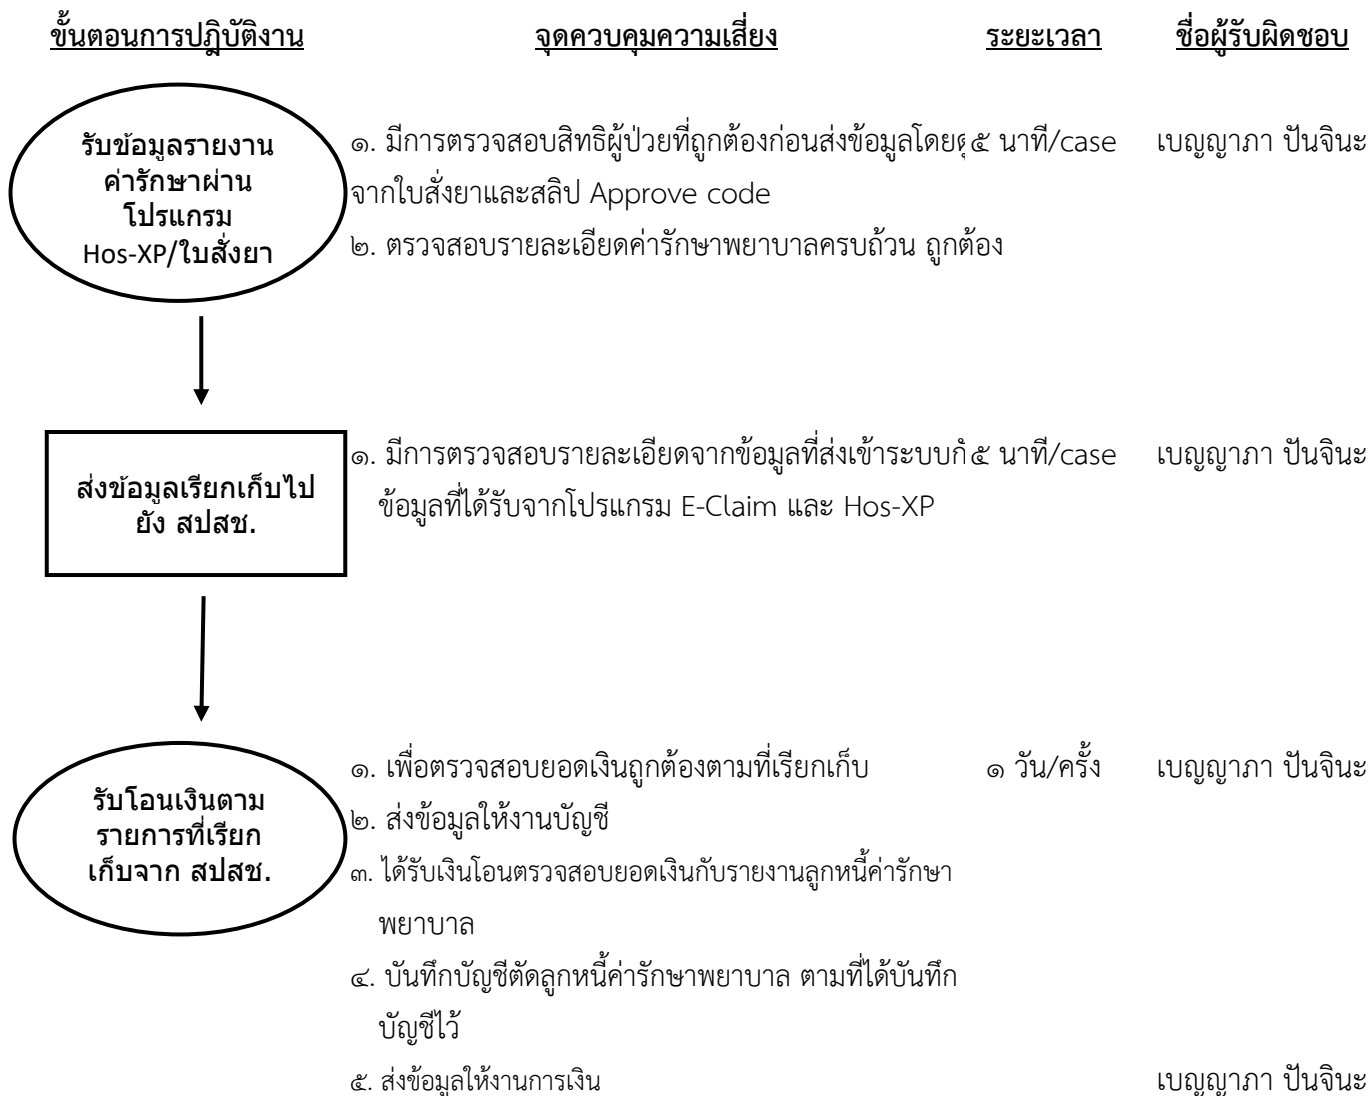 ขั้นตอนการปฏิบัติงาน จุดควบคุมความเสี่ยง ระยะเวลา ชื่อผู้รับผิดชอบ
รับข้อมูลรายงาน
ค่ารักษาผ่าน
โปรแกรม
Hos-XP/ใบสั่งยา
๑. มีการตรวจสอบสิทธิผู้ป่วยที่ถูกต้องก่อนส่งข้อมูลโดย ๕ นาที/case เบญญาภา ปันจินะ
จากใบสั่งยาและสลิป Approve code
๒. ตรวจสอบรายละเอียดค่ารักษาพยาบาลครบถ้วน ถูกต้อง
ส่งข้อมูลเรียกเก็บไป
ยัง สปสช.
๑. มีการตรวจสอบรายละเอียดจากข้อมูลที่ส่งเข้าระบบ ๕ นาที/case เบญญาภา ปันจินะ
ข้อมูลที่ได้รับจากโปรแกรม E-Claim และ Hos-XP
รับโอนเงินตาม
รายการที่เรียก
เก็บจาก สปสช.
๑. เพื่อตรวจสอบยอดเงินถูกต้องตามที่เรียกเก็บ ๑ วัน/ครั้ง เบญญาภา ปันจินะ
๒. ส่งข้อมูลให้งานบัญชี
๓. ได้รับเงินโอนตรวจสอบยอดเงินกับรายงานลูกหนี้ค่ารักษา
พยาบาล
๔. บันทึกบัญชีตัดลูกหนี้ค่ารักษาพยาบาล ตามที่ได้บันทึก
บัญชีไว้
๕. ส่งข้อมูลให้งานการเงิน เบญญาภา ปันจินะ